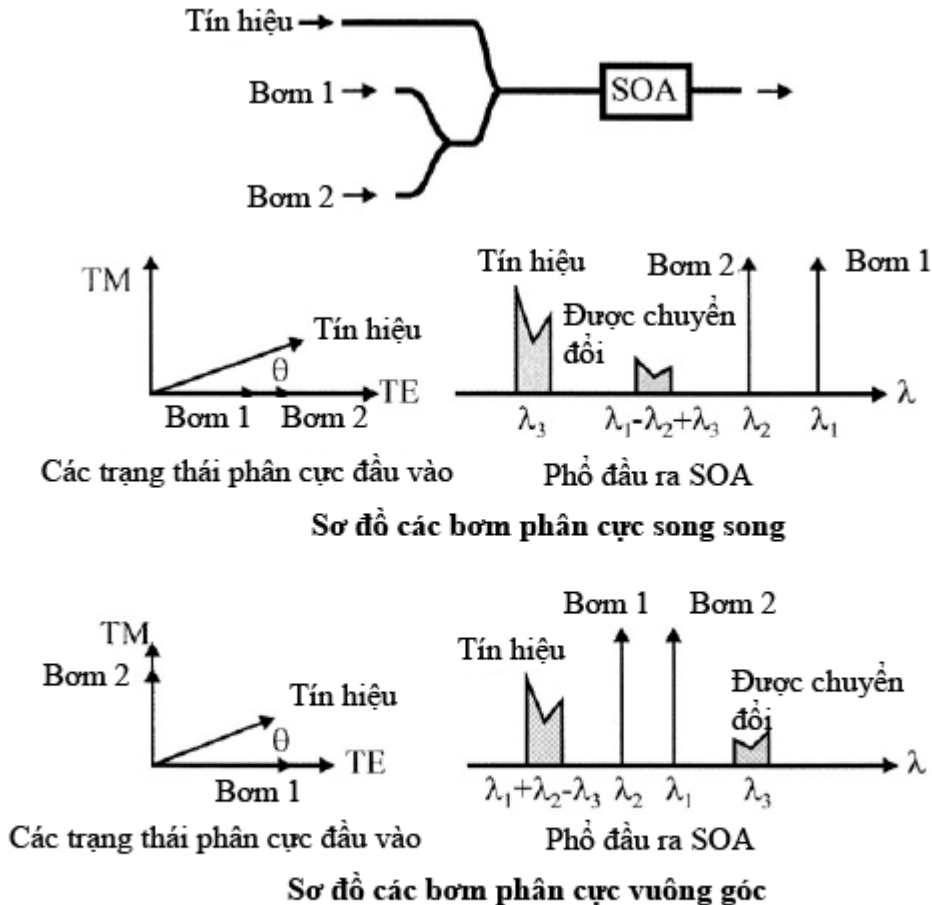 Tín hiệu
Bơm 1
SOA
Bơm 2
TM
Tín hiệu
θ
TE
Bơm 1 Bơm 2
Các trạng thái phân cực đầu vào
Tín hiệu
Bơm 2
Bơm 1
Được chuyển
đổi
λ
λ₃ λ₁-λ₂+λ₃ λ₂ λ₁
Phổ đầu ra SOA
Sơ đồ các bơm phân cực song song
TM
Bơm 2
Tín hiệu
θ
TE
Bơm 1
Các trạng thái phân cực đầu vào
Bơm 1 Bơm 2
Tín hiệu
Được chuyển
đổi
λ
λ₁+λ₂-λ₃ λ₂ λ₁ λ₃
Phổ đầu ra SOA
Sơ đồ các bơm phân cực vuông góc